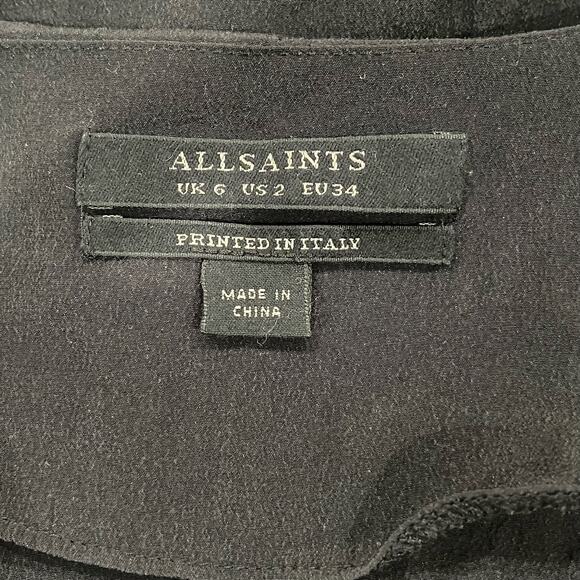 ALLSAINTS
UK 6 US 2 EU 34
PRINTED IN ITALY
MADE IN
CHINA